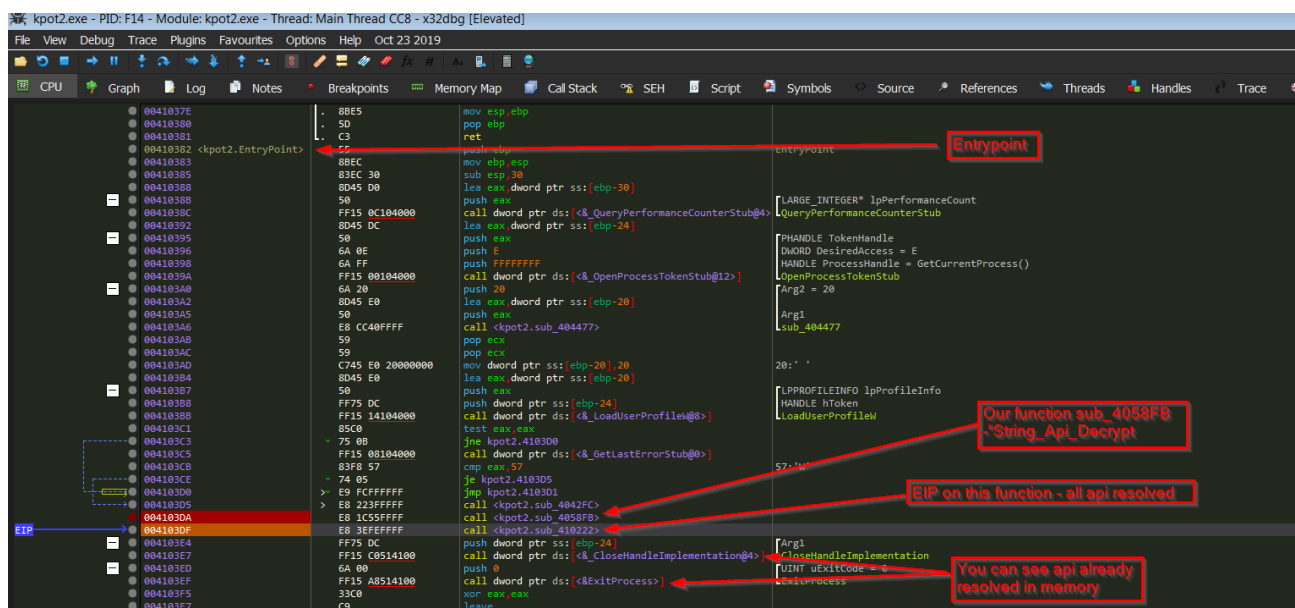 kpot2.exe - PID: F14 - Module: kpot2.exe - Thread: Main Thread CC8 - x32dbg [Elevated]
File View Debug Trace Plugins Favourites Options Help Oct 23 2019
CPU Graph Log Notes Breakpoints Memory Map Call Stack SEH Script Symbols Source References Threads Handles Trace
0041037E . 8BE5 mov esp,ebp
00410380 . 5D pop ebp
00410381 . C3 ret
00410382 <kpot2.EntryPoint> 55 push ebp EntryPoint
Entrypoint
00410383 8BEC mov ebp,esp
00410385 83EC 30 sub esp,30
00410388 8D45 D0 lea eax,dword ptr ss:[ebp-30]
0041038B 50 push eax LARGE_INTEGER* lpPerformanceCount
0041038C FF15 0C104000 call dword ptr ds:[<&_QueryPerformanceCounterStub@4>] QueryPerformanceCounterStub
00410392 8D45 DC lea eax,dword ptr ss:[ebp-24]
00410395 50 push eax PHANDLE TokenHandle
00410396 6A 0E push E DWORD DesiredAccess = E
00410398 6A FF push FFFFFFFF HANDLE ProcessHandle = GetCurrentProcess()
0041039A FF15 00104000 call dword ptr ds:[<&_OpenProcessTokenStub@12>] OpenProcessTokenStub
004103A0 6A 20 push 20 Arg2 = 20
004103A2 8D45 E0 lea eax,dword ptr ss:[ebp-20]
004103A5 50 push eax Arg1
004103A6 E8 CC40FFFF call <kpot2.sub_404477> sub_404477
004103AB 59 pop ecx
004103AC 59 pop ecx
004103AD C745 E0 20000000 mov dword ptr ss:[ebp-20],20 20:' '
004103B4 8D45 E0 lea eax,dword ptr ss:[ebp-20]
004103B7 50 push eax LPPROFILEINFO lpProfileInfo
004103B8 FF75 DC push dword ptr ss:[ebp-24] HANDLE hToken
004103BB FF15 14104000 call dword ptr ds:[<&_LoadUserProfileW@8>] LoadUserProfileW
Our function sub_4058FB
-"String_Api_Decrypt
004103C1 85C0 test eax,eax
004103C3 75 0B jne kpot2.4103D0
004103C5 FF15 08104000 call dword ptr ds:[<&_GetLastErrorStub@0>]
004103CB 83F8 57 cmp eax,57 57:'W'
004103CE 74 05 je kpot2.4103D5
004103D0 > E9 FCFFFFFF jmp kpot2.4103D1
004103D5 > E8 223FFFFF call <kpot2.sub_4042FC>
EIP on this function - all api resolved
004103DA E8 1C55FFFF call <kpot2.sub_4058FB>
EIP 004103DF E8 3EFEFFFF call <kpot2.sub_410222>
004103E4 FF75 DC push dword ptr ss:[ebp-24] Arg1
004103E7 FF15 C0514100 call dword ptr ds:[<&_CloseHandleImplementation@4>] CloseHandleImplementation
004103ED 6A 00 push 0 UINT uExitCode = 0
004103EF FF15 A8514100 call dword ptr ds:[<&ExitProcess>] ExitProcess
You can see api already
resolved in memory
004103F5 33C0 xor eax,eax
004103F7 C9 leave